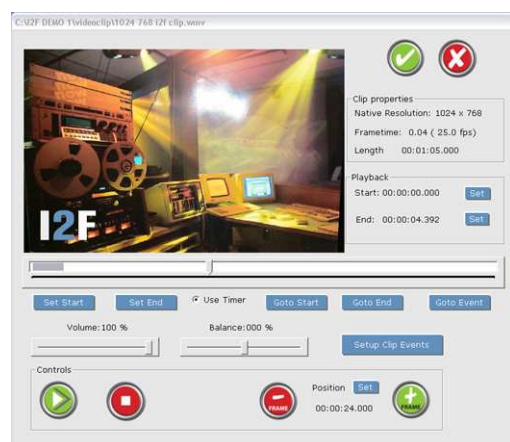 C:\I2F DEMO 1\videoclip\1024 768 i2f clip.wmv
I2F
Clip properties
Native Resolution: 1024 x 768
Frametime: 0.04 ( 25.0 fps)
Length 00:01:05.000
Playback
Start: 00:00:00.000 Set
End: 00:00:04.392 Set
Set Start Set End Use Timer Goto Start Goto End Goto Event
Volume: 100 % Balance: 000 %
Setup Clip Events
Controls
Position Set
FRAME 00:00:24.000 FRAME